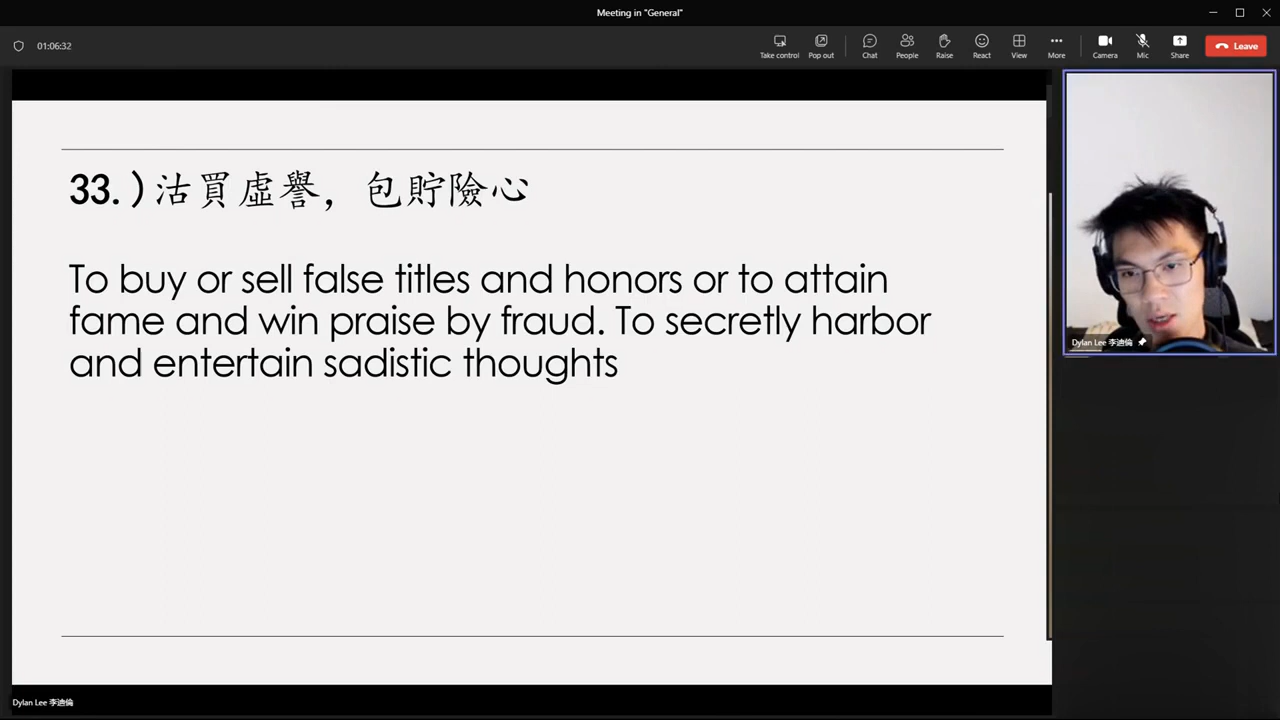 Meeting in "General"
01:06:32
Take control
Pop out
Chat
People
Raise
React
View
More
Camera
Mic
Share
Leave
33. ) 沽買虛譽，包貯險心
To buy or sell false titles and honors or to attain
fame and win praise by fraud. To secretly harbor
and entertain sadistic thoughts
Dylan Lee 李迪倫
Dylan Lee 李迪倫